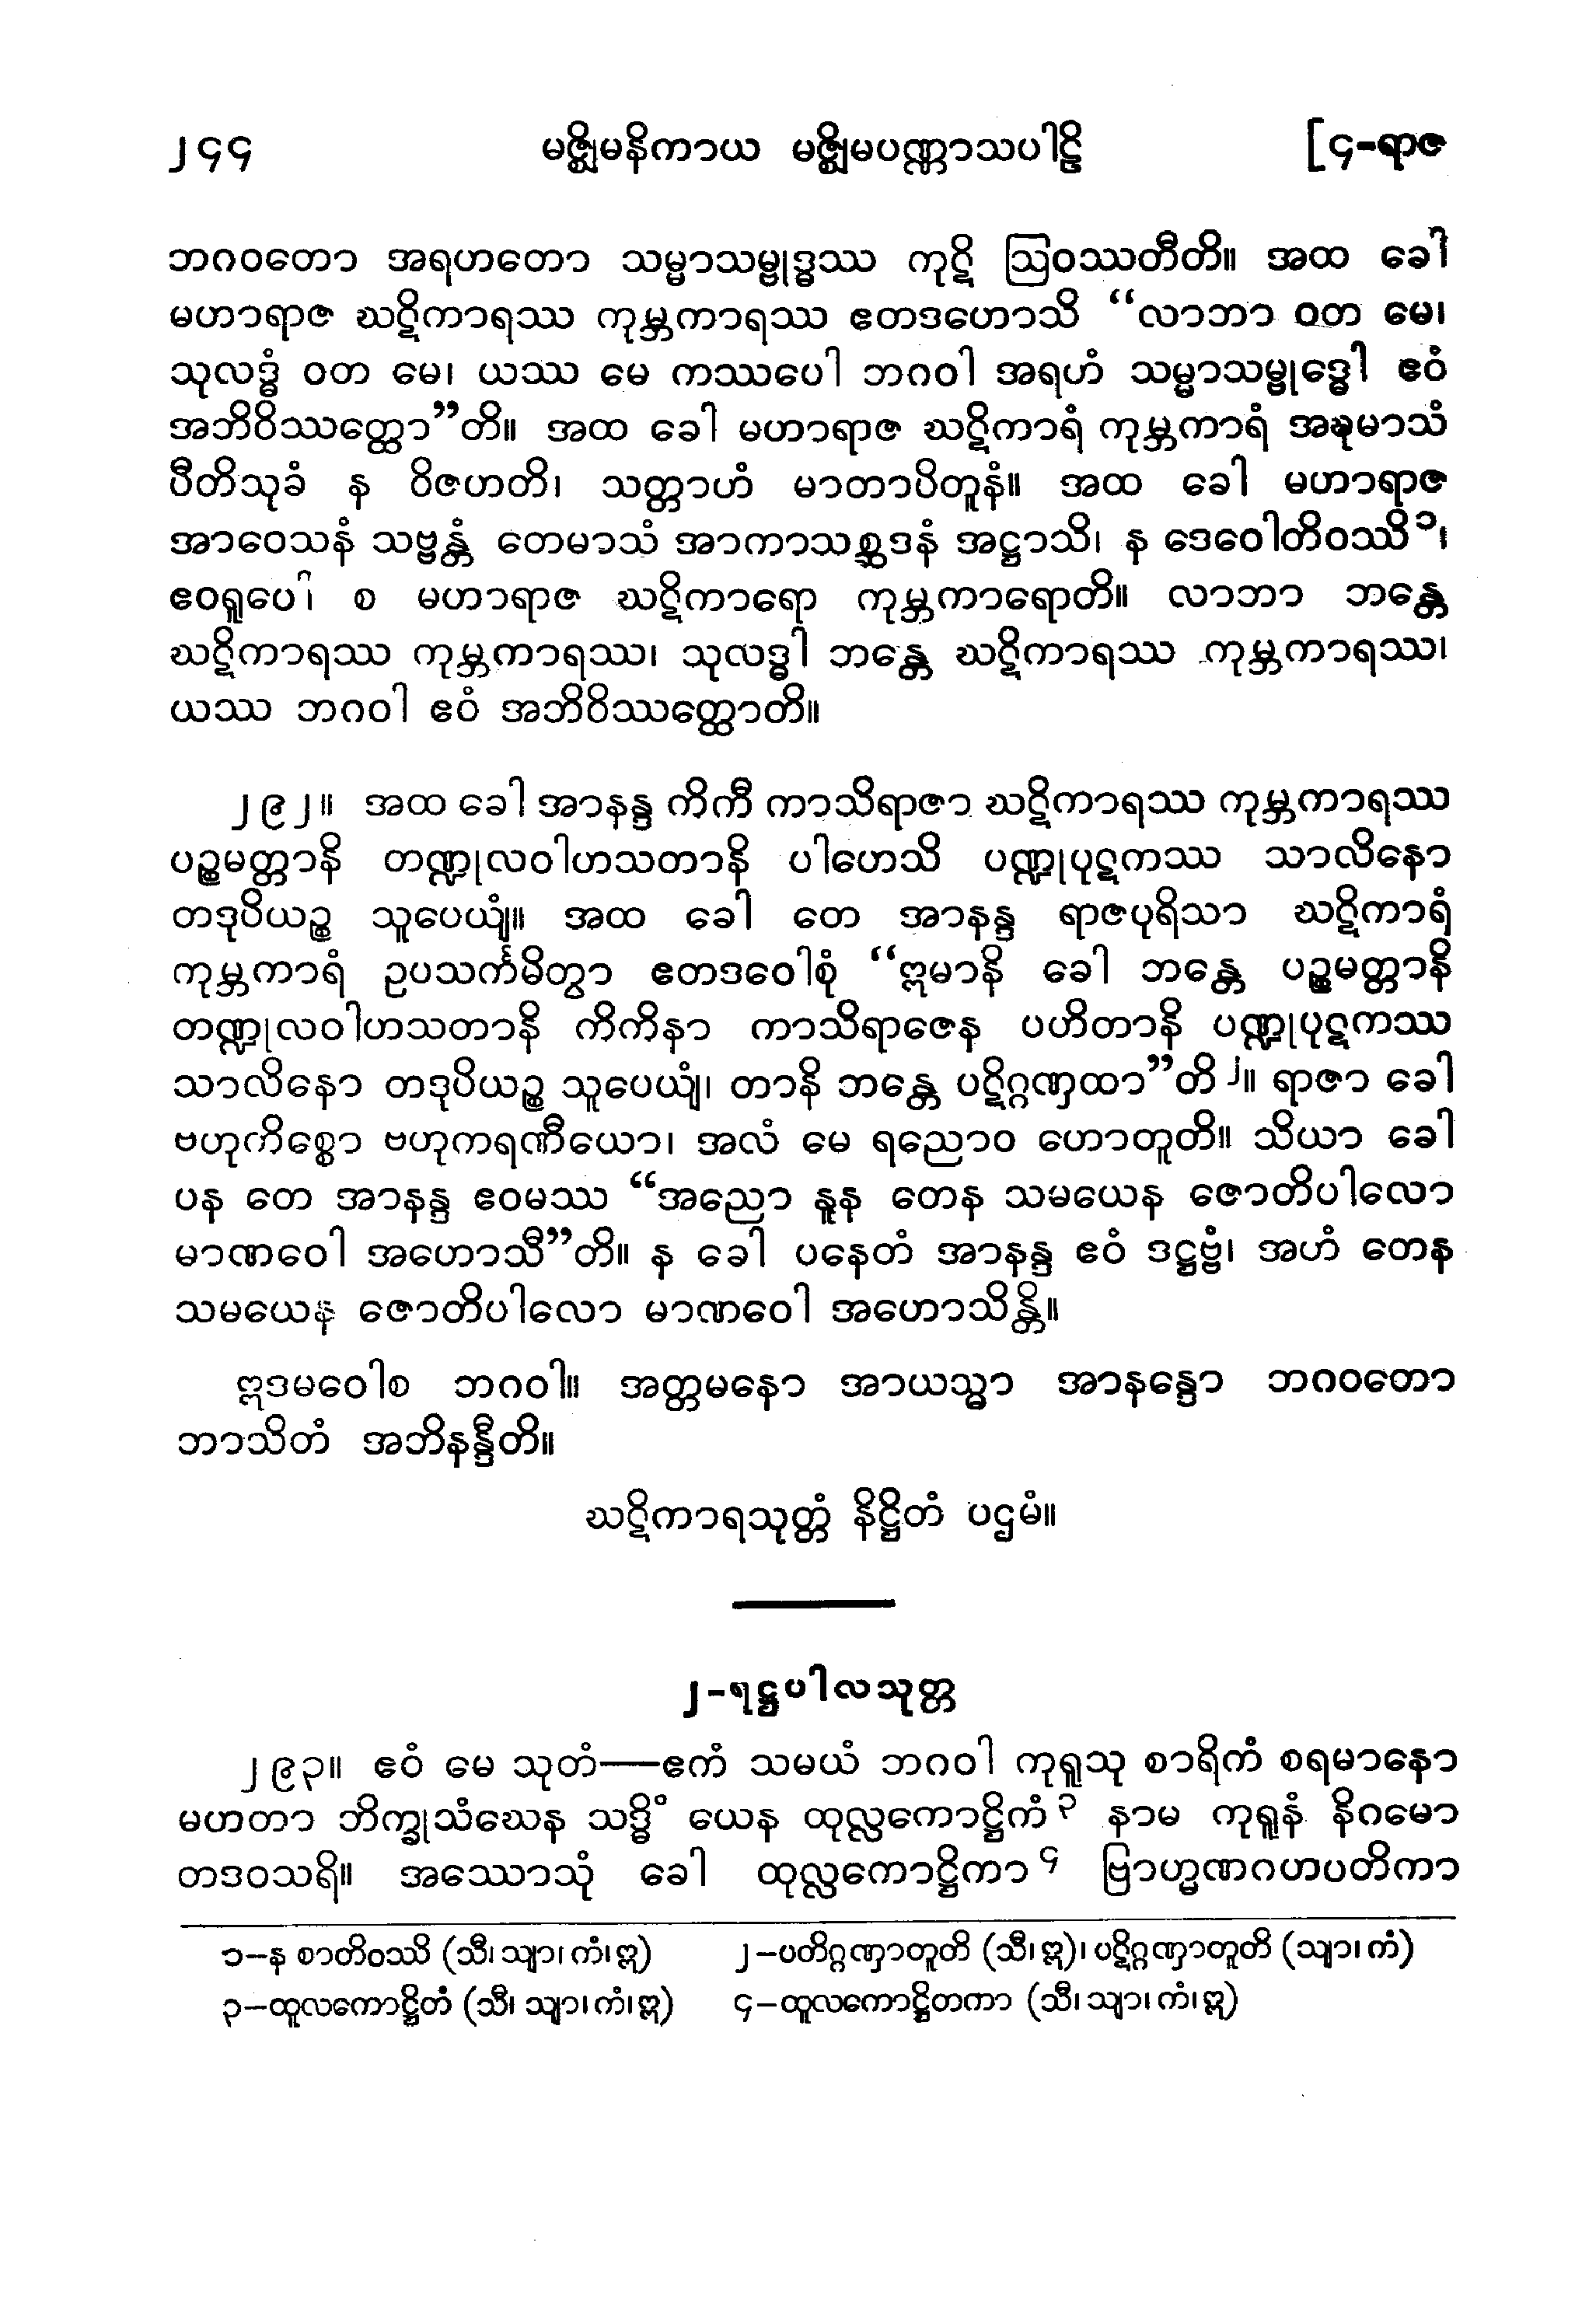 ၂၄၄ မဇ္ဈိမနိကာယ မဇ္ဈိမပဏ္ဏာသပါဠိ [၄-ရာဇ
ဘဂဝတော အရဟတော သမ္မာသမ္ဗုဒ္ဓဿ ကုဋိ ဩဝဿတီတိ။ အထ ခေါ
မဟာရာဇ ဃဋိကာရဿ ကုမ္ဘကာရဿ ဧတဒဟောသိ “လာဘာ ဝတ မေ၊
သုလဒ္ဓံ ဝတ မေ၊ ယဿ မေ ကဿပေါ ဘဂဝါ အရဟံ သမ္မာသမ္ဗုဒ္ဓေါ ဧဝံ
အဘိဝိဿတ္ထော”တိ။ အထ ခေါ မဟာရာဇ ဃဋိကာရံ ကုမ္ဘကာရံ အဍ္ဎမာသံ
ပီတိသုခံ န ဝိဇဟတိ၊ သတ္တာဟံ မာတာပိတူနံ။ အထ ခေါ မဟာရာဇ
အာဝေသနံ သဗ္ဗန္တံ တေမာသံ အာကာသစ္ဆဒနံ အဋ္ဌာသိ၊ န ဒေဝေါတိဝဿိ ၁၊
ဧဝရူပေါ စ မဟာရာဇ ဃဋိကာရော ကုမ္ဘကာရောတိ။ လာဘာ ဘန္တေ
ဃဋိကာရဿ ကုမ္ဘကာရဿ၊ သုလဒ္ဓါ ဘန္တေ ဃဋိကာရဿ ကုမ္ဘကာရဿ၊
ယဿ ဘဂဝါ ဧဝံ အဘိဝိဿတ္ထောတိ။
၂၉၂။ အထ ခေါ အာနန္ဒ ကိကီ ကာသိရာဇာ ဃဋိကာရဿ ကုမ္ဘကာရဿ
ပဉ္စမတ္တာနိ တဏ္ဍုလဝါဟသတာနိ ပါဟေသိ ပဏ္ဍုပုဋကဿ သာလိနော
တဒုပိယဉ္စ သူပေယျံ။ အထ ခေါ တေ အာနန္ဒ ရာဇပုရိသာ ဃဋိကာရံ
ကုမ္ဘကာရံ ဥပသင်္ကမိတွာ ဧတဒဝေါစုံ “ဣမာနိ ခေါ ဘန္တေ ပဉ္စမတ္တာနိ
တဏ္ဍုလဝါဟသတာနိ ကိကိနာ ကာသိရာဇေန ပဟိတာနိ ပဏ္ဍုပုဋကဿ
သာလိနော တဒုပိယဉ္စ သူပေယျံ၊ တာနိ ဘန္တေ ပဋိဂ္ဂဏှထာ”တိ ၂။ ရာဇာ ခေါ
ဗဟုကိစ္စော ဗဟုကရဏီယော၊ အလံ မေ ရညောဝ ဟောတူတိ။ သိယာ ခေါ
ပန တေ အာနန္ဒ ဧဝမဿ “အညော နူန တေန သမယေန ဇောတိပါလော
မာဏဝေါ အဟောသီ”တိ။ န ခေါ ပနေတံ အာနန္ဒ ဧဝံ ဒဋ္ဌဗ္ဗံ၊ အဟံ တေန
သမယေန ဇောတိပါလော မာဏဝေါ အဟောသိန္တိ။
ဣဒမဝေါစ ဘဂဝါ။ အတ္တမနော အာယသ္မာ အာနန္ဒော ဘဂဝတော
ဘာသိတံ အဘိနန္ဒီတိ။
ဃဋိကာရသုတ္တံ နိဋ္ဌိတံ ပဌမံ။
၂-ရဋ္ဌပါလသုတ္တ
၂၉၃။ ဧဝံ မေ သုတံ—ဧကံ သမယံ ဘဂဝါ ကုရူသု စာရိကံ စရမာနော
မဟတာ ဘိက္ခုသံဃေန သဒ္ဓိံ ယေန ထုလ္လကောဋ္ဌိကံ ၃ နာမ ကုရူနံ နိဂမော
တဒဝသရိ။ အဿောသုံ ခေါ ထုလ္လကောဋ္ဌိကာ ၄ ဗြာဟ္မဏဂဟပတိကာ
၁–န စာတိဝဿိ (သီ၊ သျာ၊ ကံ၊ ဣ) ၂–ပတိဂ္ဂဏှာတူတိ (သီ၊ ဣ)၊ ပဋိဂ္ဂဏှာတူတိ (သျာ၊ ကံ)
၃–ထူလကောဋ္ဌိတံ (သီ၊ သျာ၊ ကံ၊ ဣ) ၄–ထူလကောဋ္ဌိတကာ (သီ၊ သျာ၊ ကံ၊ ဣ)